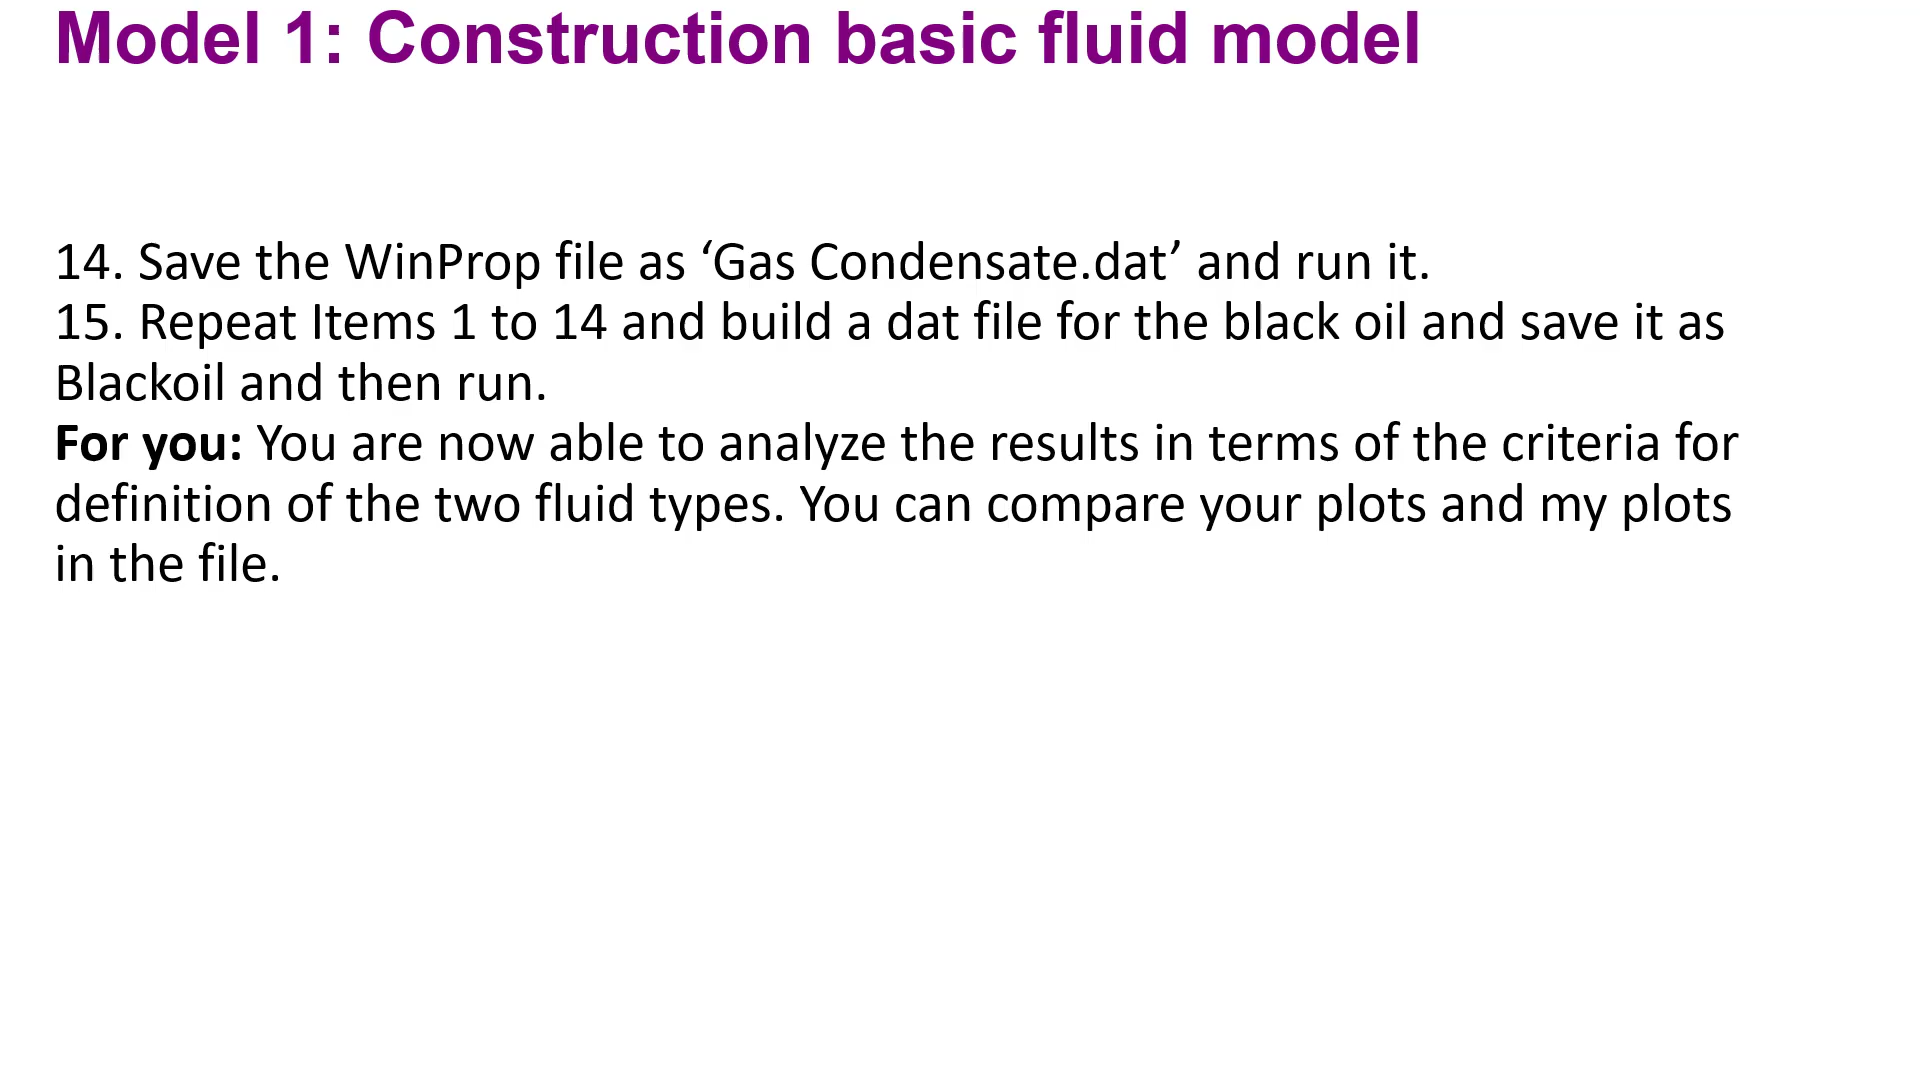 Model 1: Construction basic fluid model
14. Save the WinProp file as ‘Gas Condensate.dat’ and run it.
15. Repeat Items 1 to 14 and build a dat file for the black oil and save it as
Blackoil and then run.
For you: You are now able to analyze the results in terms of the criteria for
definition of the two fluid types. You can compare your plots and my plots
in the file.